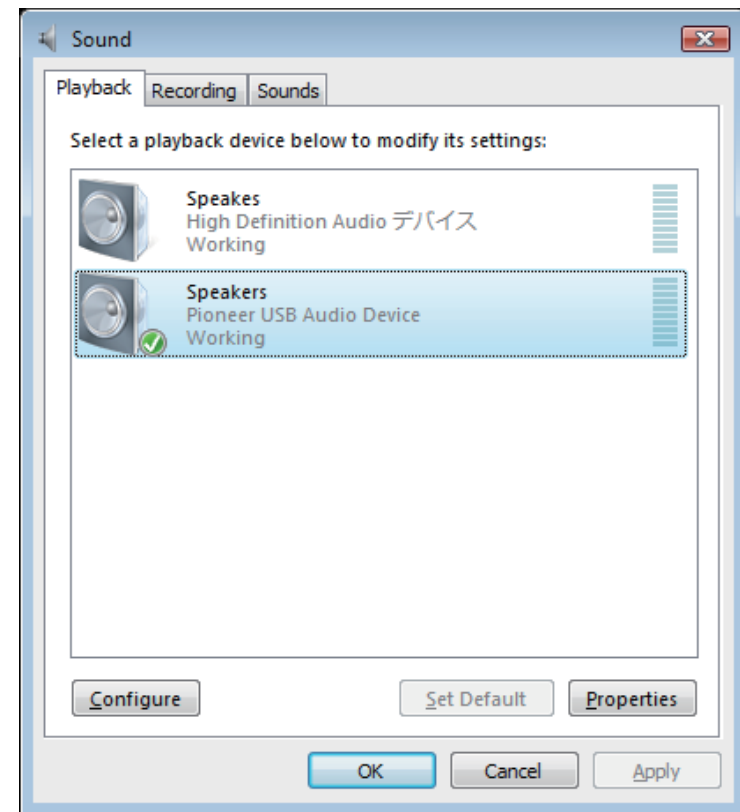 Sound
Playback Recording Sounds
Select a playback device below to modify its settings:
Speakes
High Definition Audio デバイス
Working
Speakers
Pioneer USB Audio Device
Working
Configure Set Default Properties
OK Cancel Apply